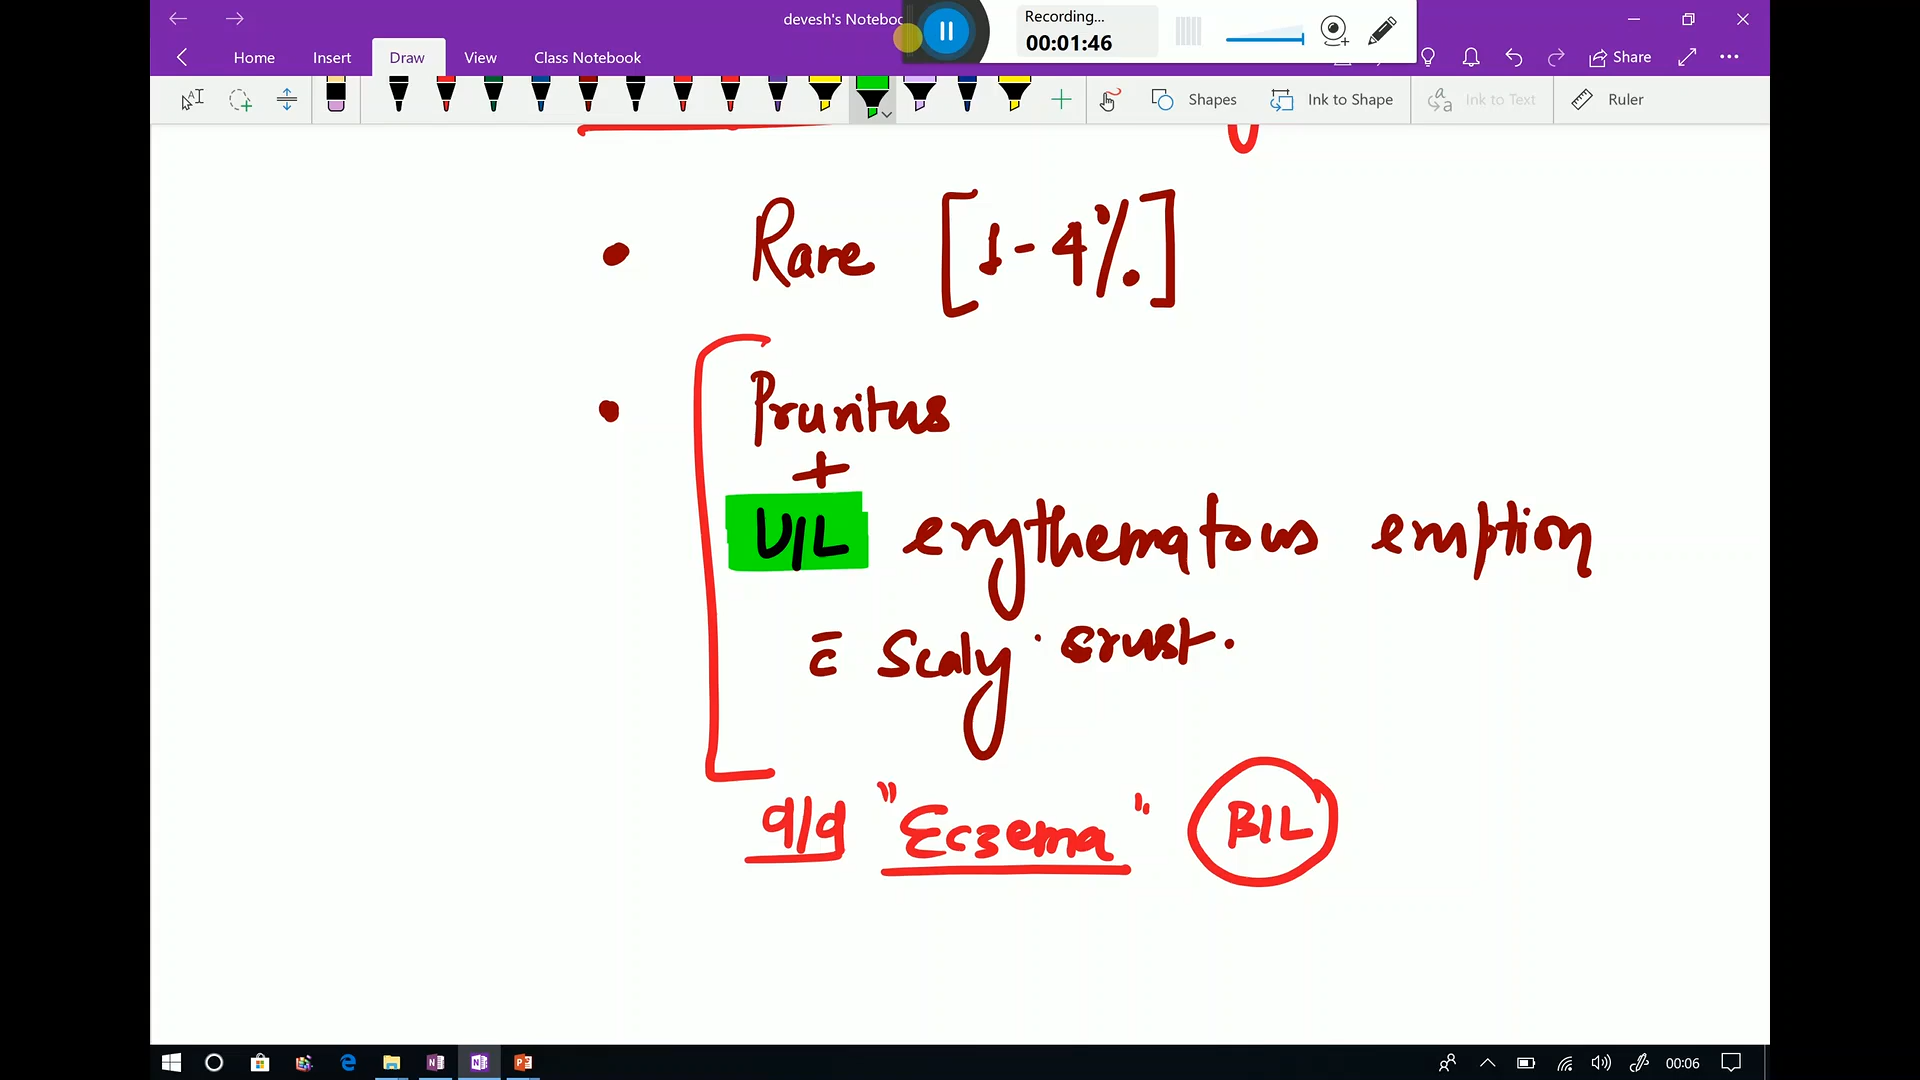 devesh's Noteboo
Recording...
00:01:46
Home Insert Draw View Class Notebook
Share
Shapes Ink to Shape Ink to Text Ruler
• Rare [1-4%]
• Pruritus
+
U/L erythematous eruption
c̄ Scaly crust.
d/d "Eczema" B/L
00:06